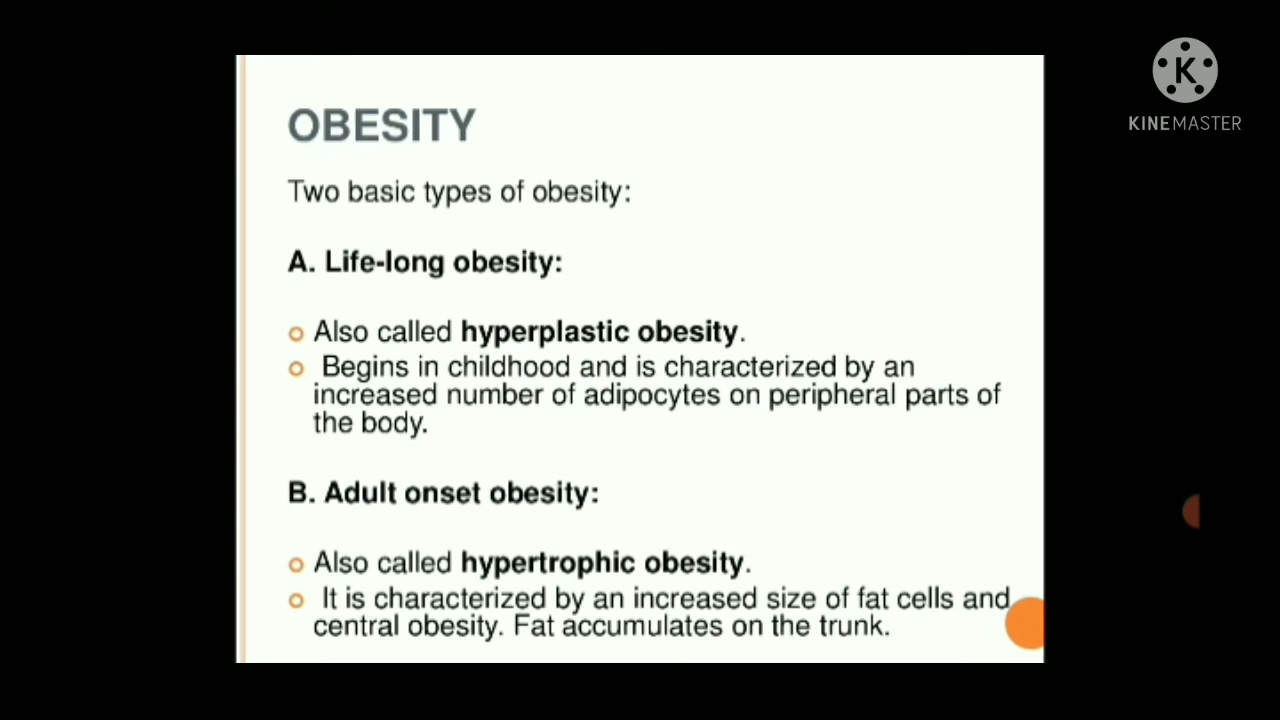 OBESITY
Two basic types of obesity:
A. Life-long obesity:
Also called hyperplastic obesity.
Begins in childhood and is characterized by an
increased number of adipocytes on peripheral parts of
the body.
B. Adult onset obesity:
Also called hypertrophic obesity.
It is characterized by an increased size of fat cells and
central obesity. Fat accumulates on the trunk.
K
KINEMASTER